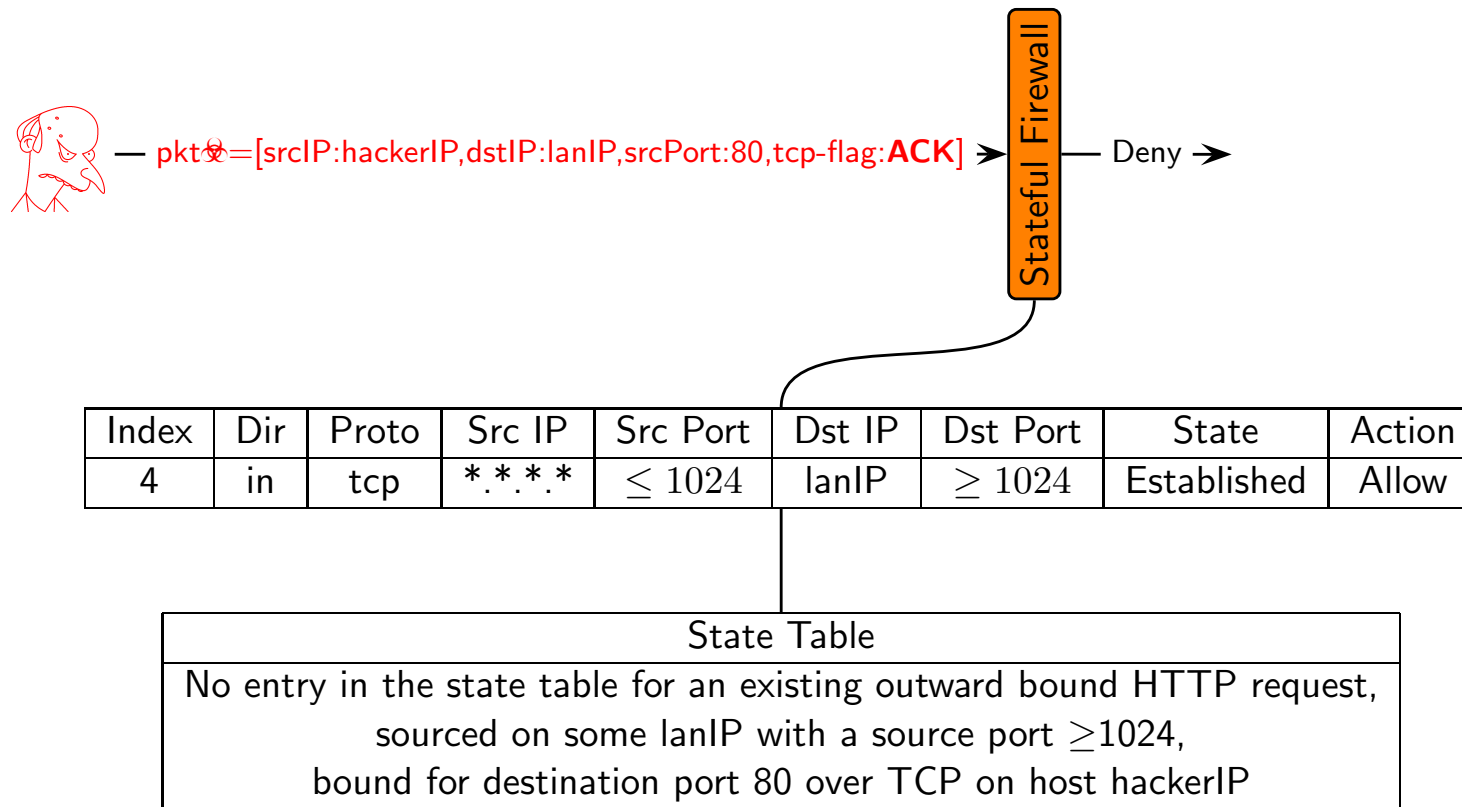 pkt☣=[srcIP:hackerIP,dstIP:lanIP,srcPort:80,tcp-flag:ACK]
Stateful Firewall
Deny
Index Dir Proto Src IP Src Port Dst IP Dst Port State Action
4 in tcp *.*.*.* ≤ 1024 lanIP ≥ 1024 Established Allow
State Table
No entry in the state table for an existing outward bound HTTP request,
sourced on some lanIP with a source port ≥1024,
bound for destination port 80 over TCP on host hackerIP